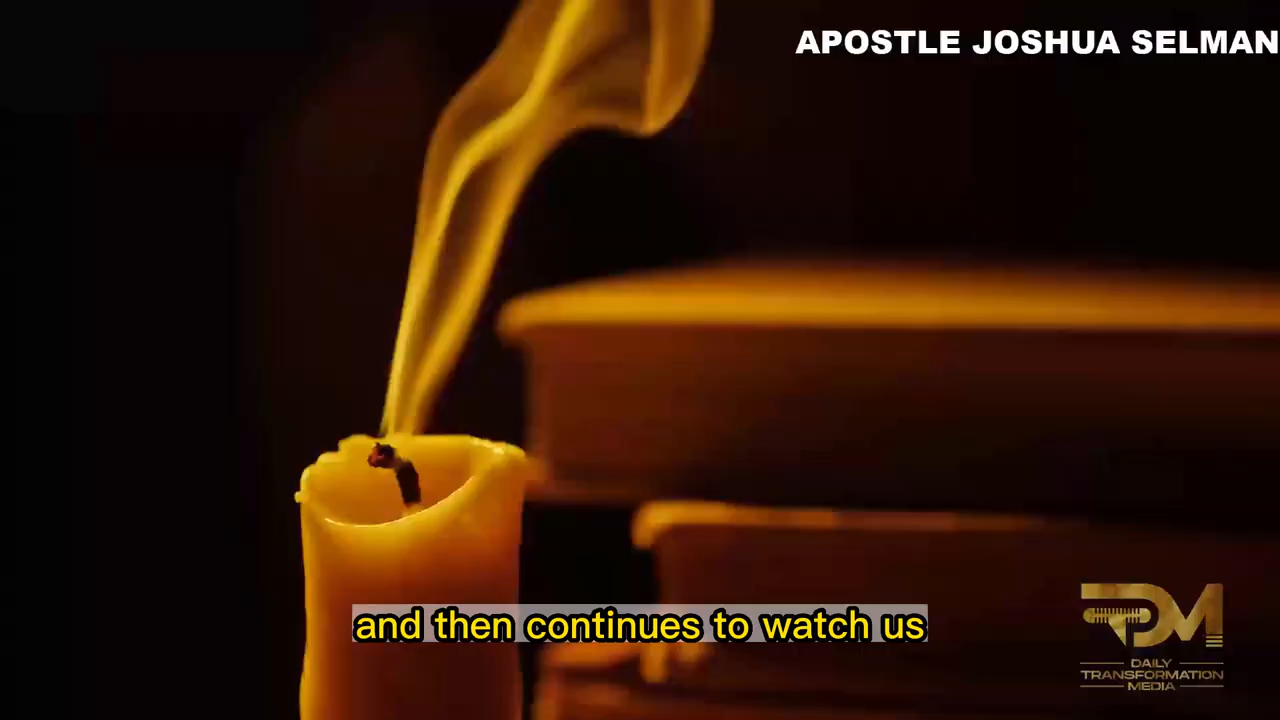 APOSTLE JOSHUA SELMAN
and then continues to watch us
DAILY
TRANSFORMATION
MEDIA